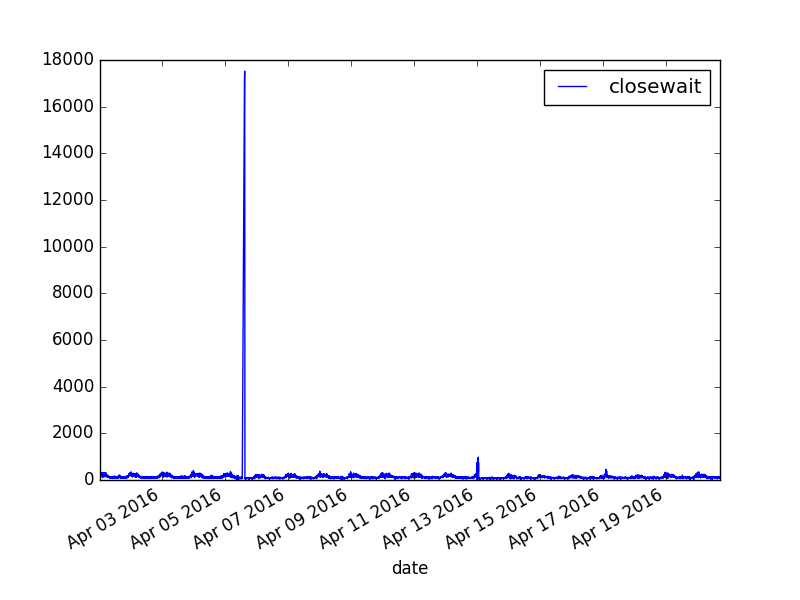 18000
closewait
16000
14000
12000
10000
8000
6000
4000
2000
0
Apr 03 2016
Apr 05 2016
Apr 07 2016
Apr 09 2016
Apr 11 2016
Apr 13 2016
Apr 15 2016
Apr 17 2016
Apr 19 2016
date